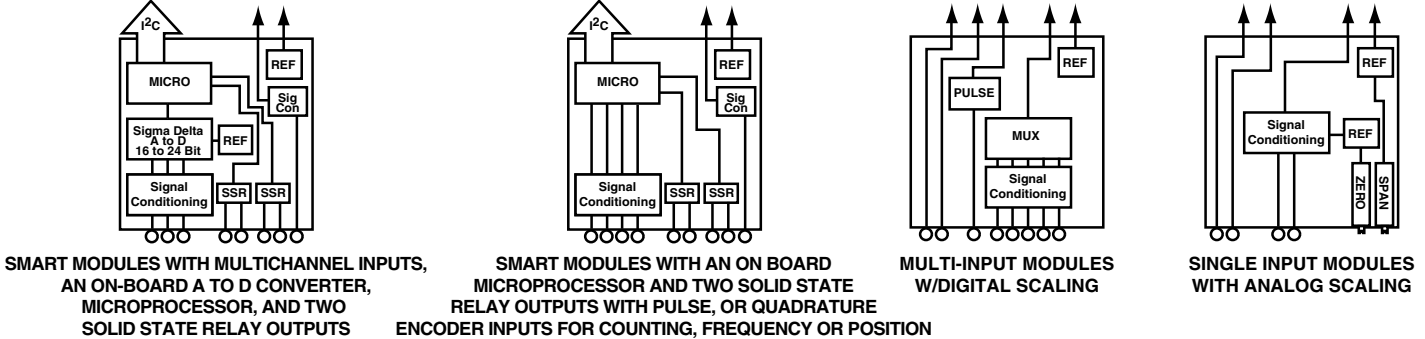 I²C
REF
MICRO
Sig
Con
Sigma Delta
A to D
16 to 24 Bit
REF
Signal
Conditioning
SSR
SSR
SMART MODULES WITH MULTICHANNEL INPUTS,
AN ON-BOARD A TO D CONVERTER,
MICROPROCESSOR, AND TWO
SOLID STATE RELAY OUTPUTS
I²C
REF
MICRO
Sig
Con
Signal
Conditioning
SSR
SSR
SMART MODULES WITH AN ON BOARD
MICROPROCESSOR AND TWO SOLID STATE
RELAY OUTPUTS WITH PULSE, OR QUADRATURE
ENCODER INPUTS FOR COUNTING, FREQUENCY OR POSITION
REF
PULSE
MUX
Signal
Conditioning
MULTI-INPUT MODULES
W/DIGITAL SCALING
REF
Signal
Conditioning
REF
ZERO
SPAN
SINGLE INPUT MODULES
WITH ANALOG SCALING